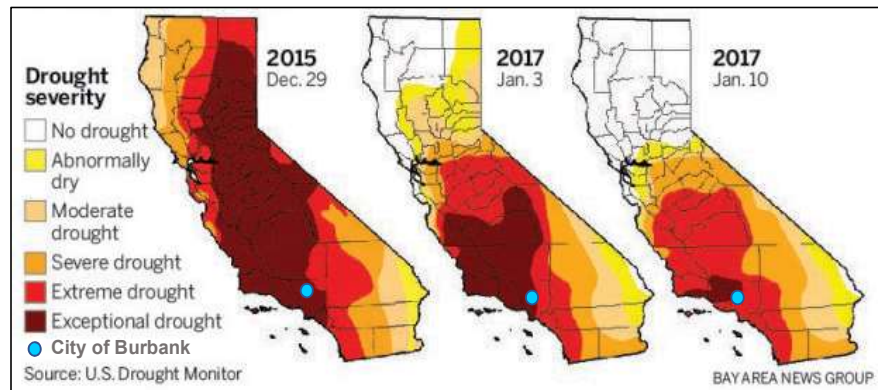 Drought
severity
No drought
Abnormally
dry
Moderate
drought
Severe drought
Extreme drought
Exceptional drought
City of Burbank
Source: U.S. Drought Monitor
2015
Dec. 29
2017
Jan. 3
2017
Jan. 10
BAY AREA NEWS GROUP